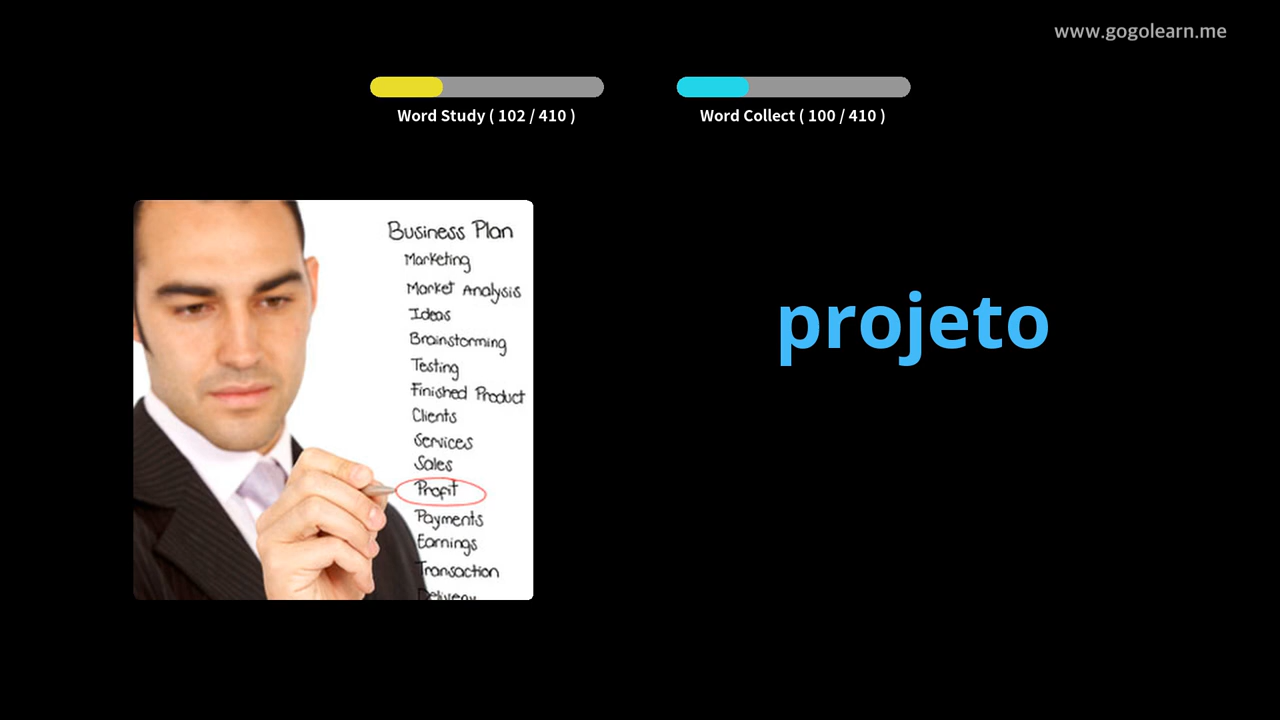 www.gogolearn.me
Word Study ( 102 / 410 )
Word Collect ( 100 / 410 )
Business Plan
Marketing
Market Analysis
Ideas
Brainstorming
Testing
Finished Product
Clients
Services
Sales
Profit
Payments
Earnings
Transaction
Delivery
projeto